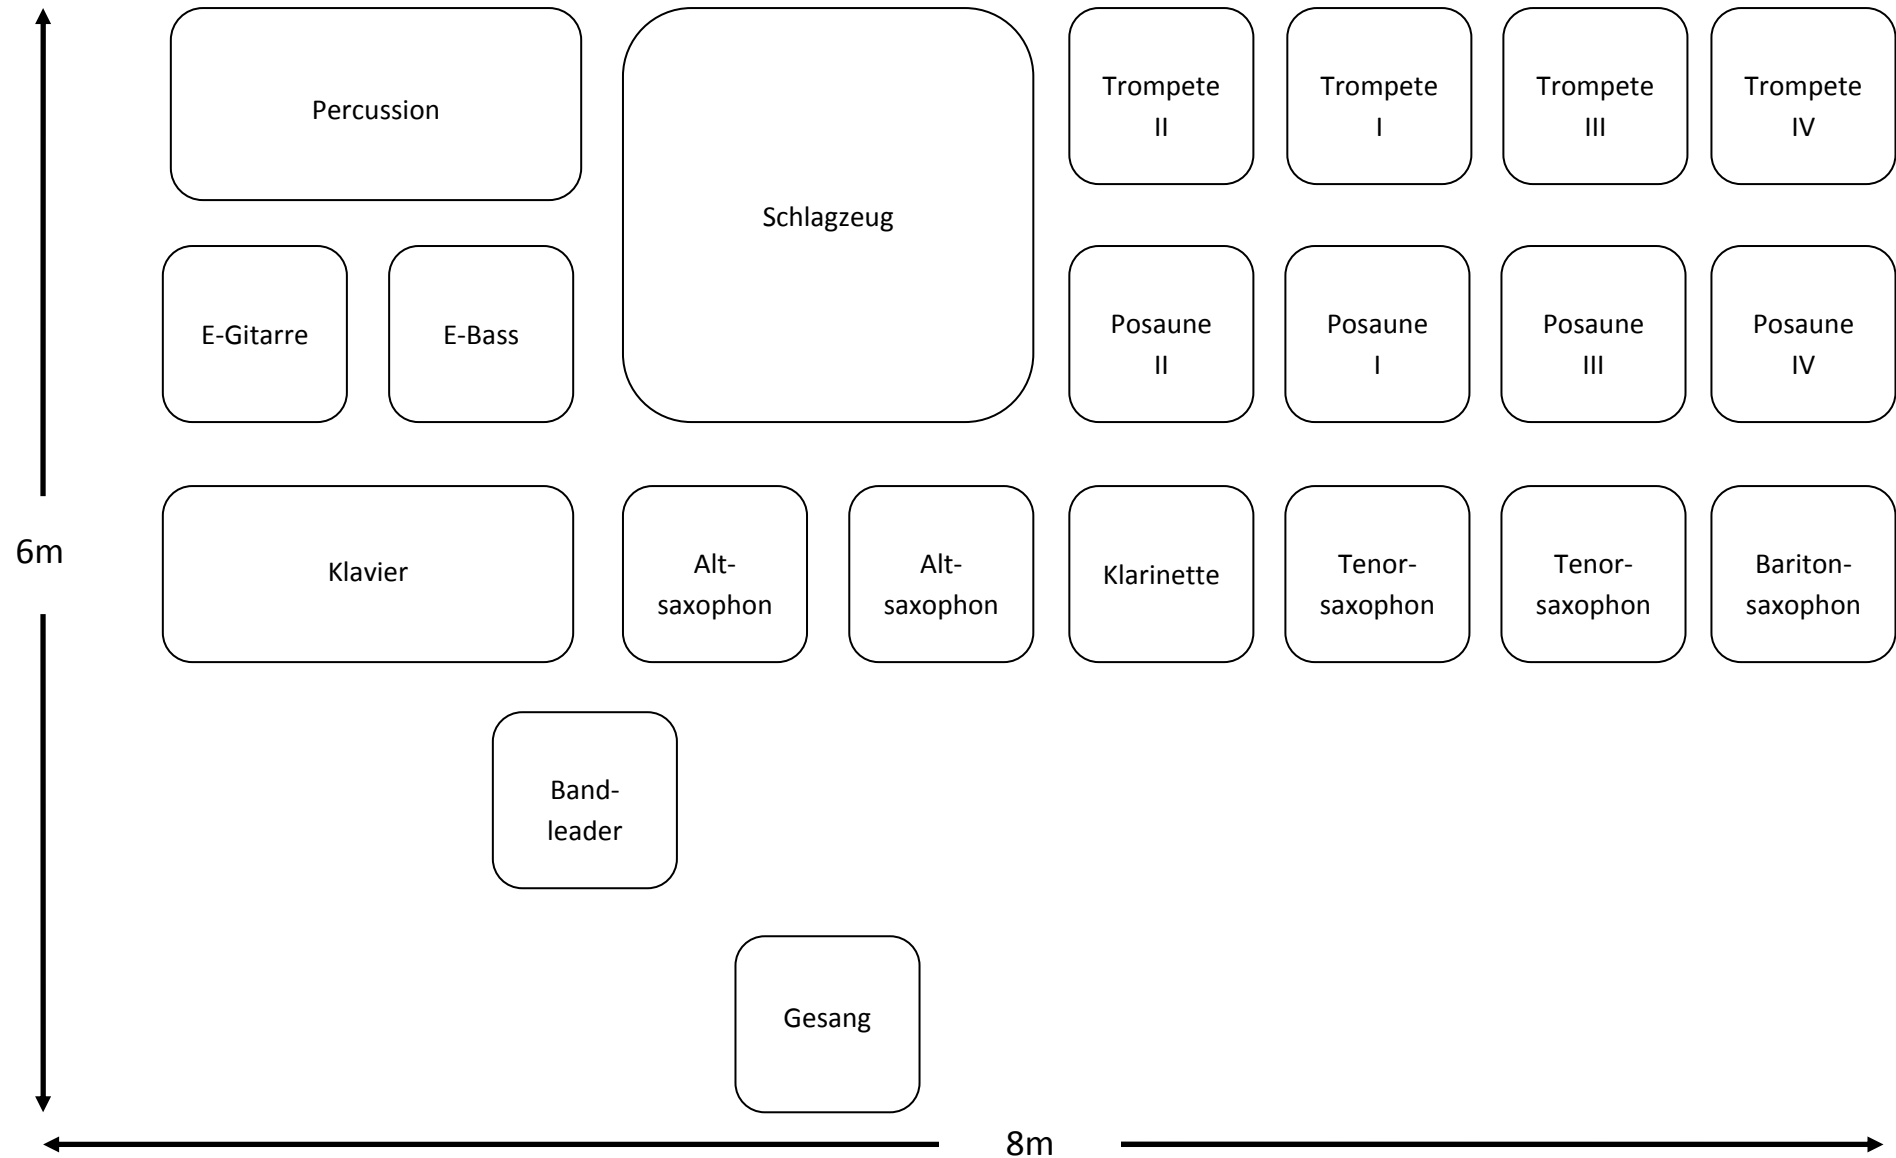 Percussion
Schlagzeug
Trompete
II
Trompete
I
Trompete
III
Trompete
IV
E-Gitarre
E-Bass
Posaune
II
Posaune
I
Posaune
III
Posaune
IV
6m
Klavier
Alt-
saxophon
Alt-
saxophon
Klarinette
Tenor-
saxophon
Tenor-
saxophon
Bariton-
saxophon
Band-
leader
Gesang
8m